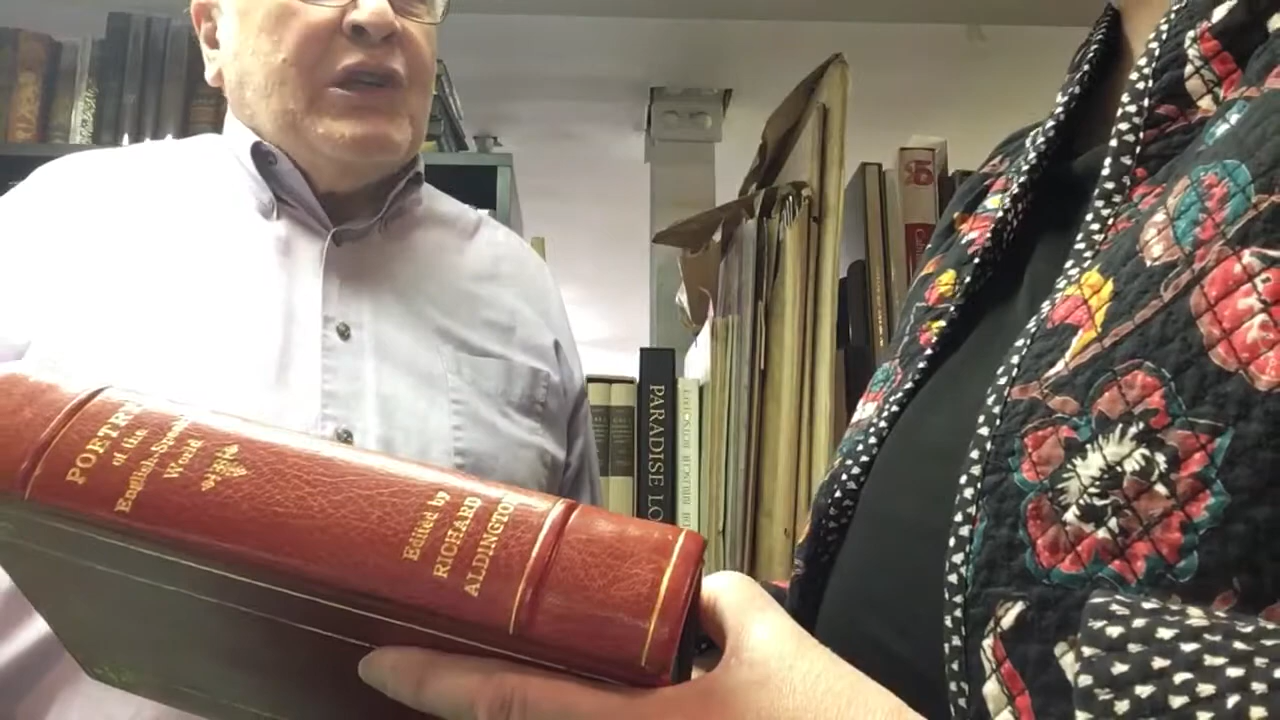 POETRY
of the
English-Speaking
World
Edited by
RICHARD
ALDINGTON
PARADISE LO